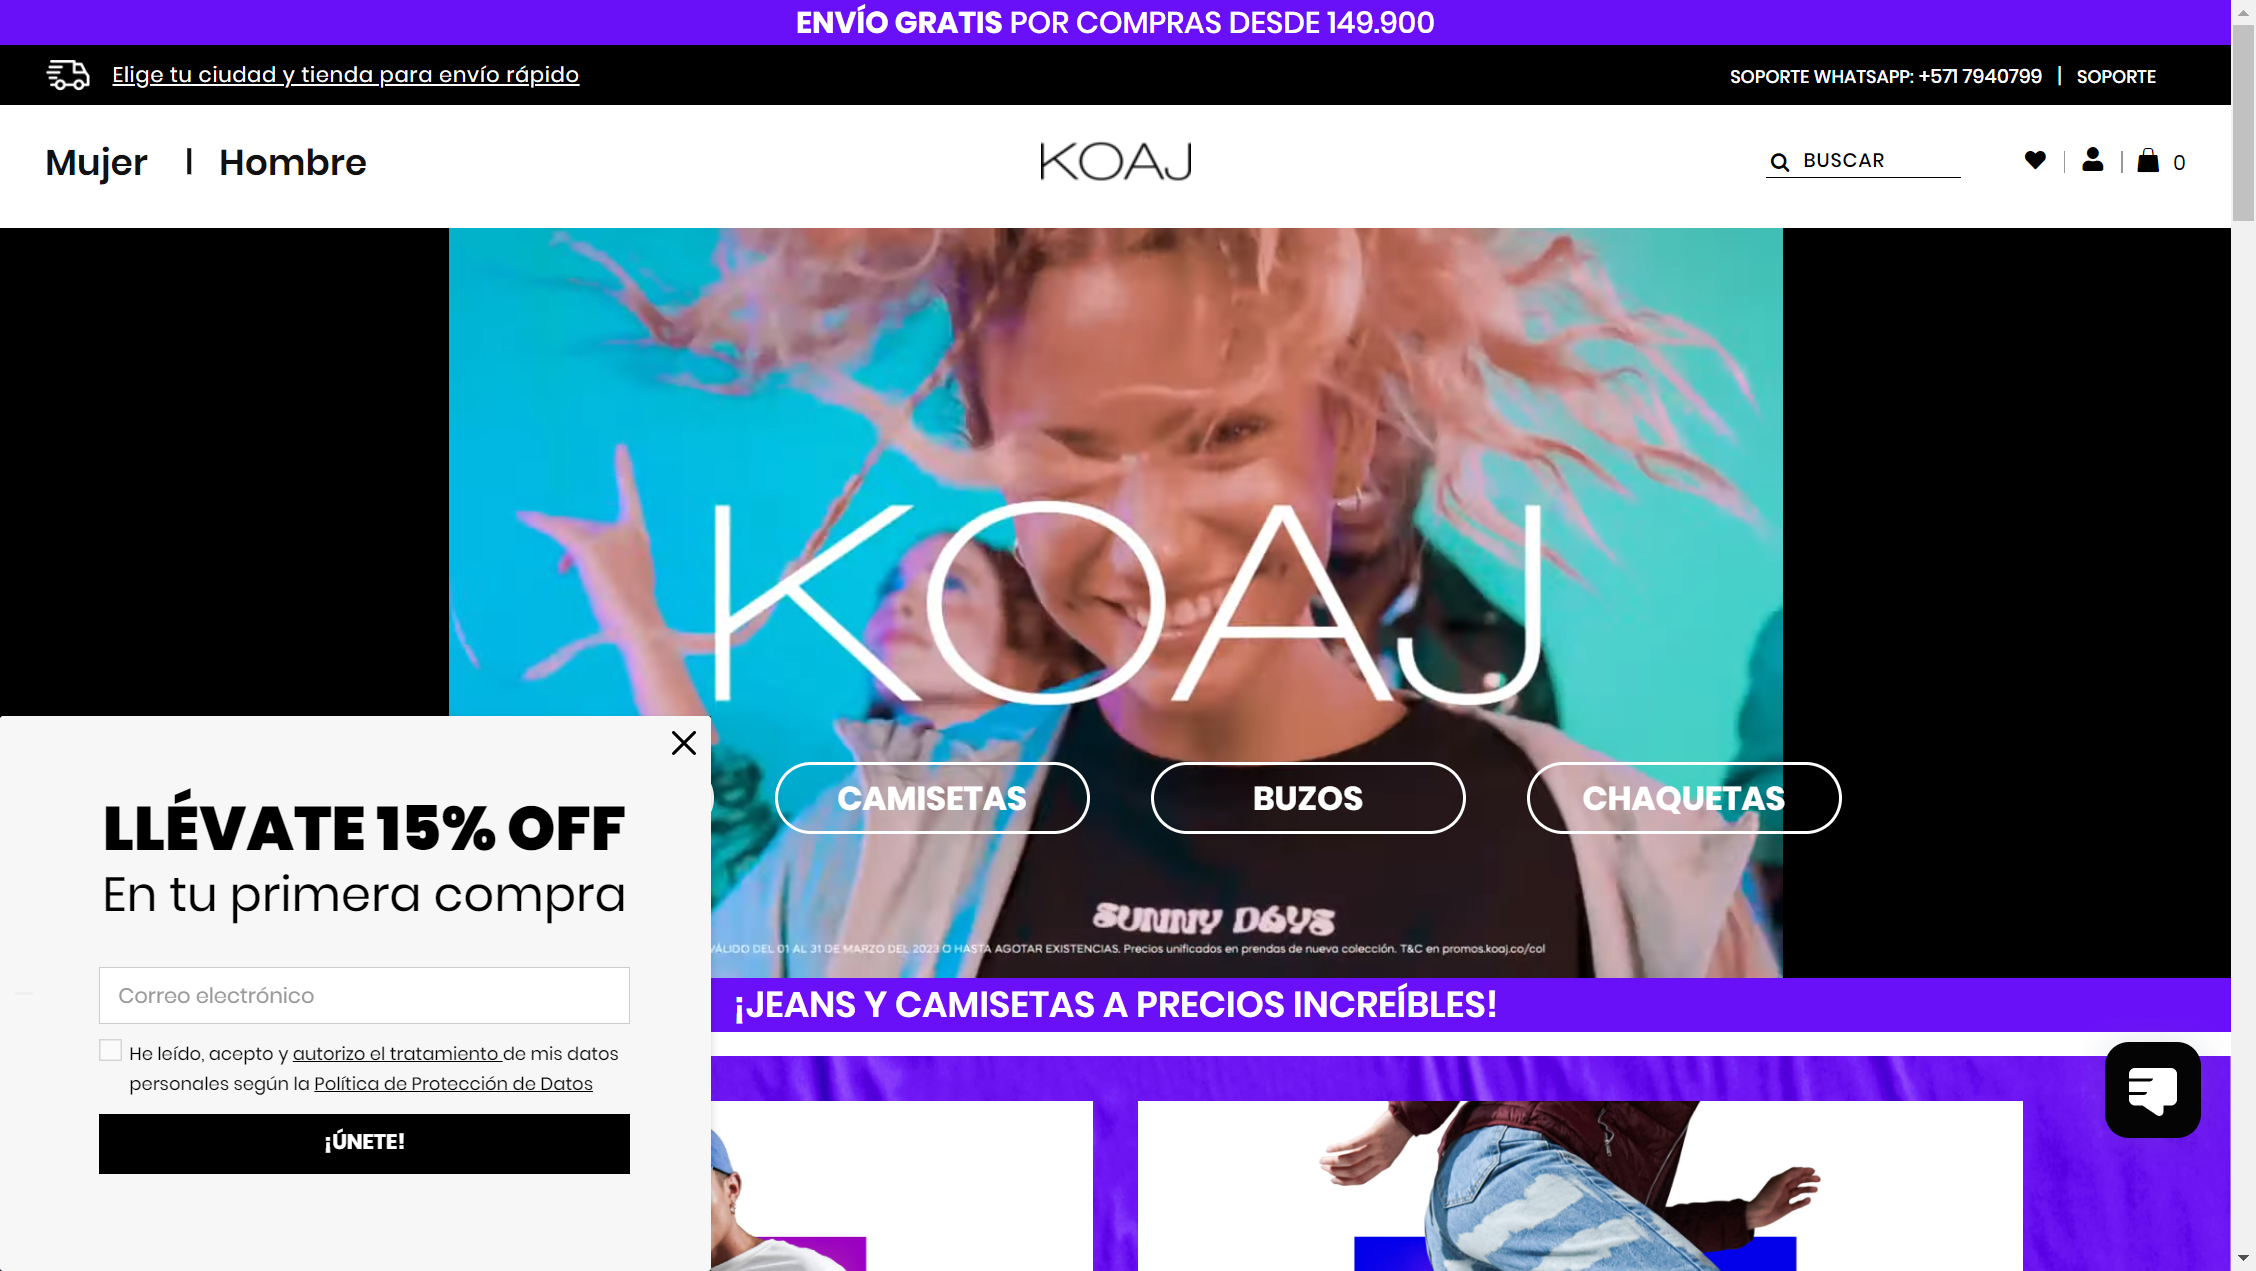 ENVÍO GRATIS POR COMPRAS DESDE 149.900
Elige tu ciudad y tienda para envío rápido
SOPORTE WHATSAPP: +571 7940799 | SOPORTE
Mujer | Hombre
KOAJ
BUSCAR
0
KOAJ
CAMISETAS
BUZOS
CHAQUETAS
SUNNY DAYS
VÁLIDO DEL 01 AL 31 DE MARZO DEL 2023 O HASTA AGOTAR EXISTENCIAS. Precios unificados en prendas de nueva colección. T&C en promos.koaj.co/col
¡JEANS Y CAMISETAS A PRECIOS INCREÍBLES!
LLÉVATE 15% OFF
En tu primera compra
Correo electrónico
He leído, acepto y autorizo el tratamiento de mis datos
personales según la Política de Protección de Datos
¡ÚNETE!